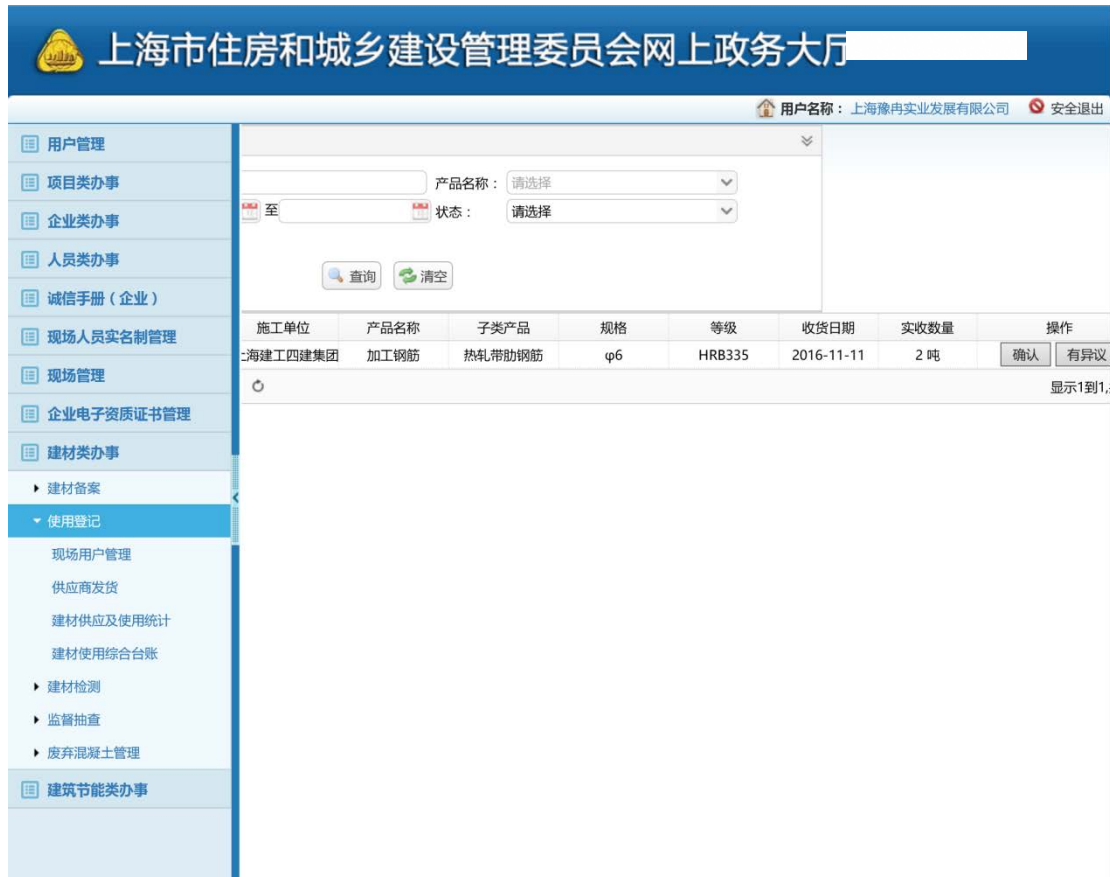 上海市住房和城乡建设管理委员会网上政务大厅
用户名称：上海豫冉实业发展有限公司 安全退出
用户管理
项目类办事
企业类办事
人员类办事
诚信手册（企业）
现场人员实名制管理
现场管理
企业电子资质证书管理
建材类办事
建材备案
使用登记
现场用户管理
供应商发货
建材供应及使用统计
建材使用综合台账
建材检测
监督抽查
废弃混凝土管理
建筑节能类办事
产品名称： 请选择
至 状态： 请选择
查询 清空
施工单位 产品名称 子类产品 规格 等级 收货日期 实收数量 操作
海建工四建集团 加工钢筋 热轧带肋钢筋 φ6 HRB335 2016-11-11 2 吨 确认 有异议
显示1到1,